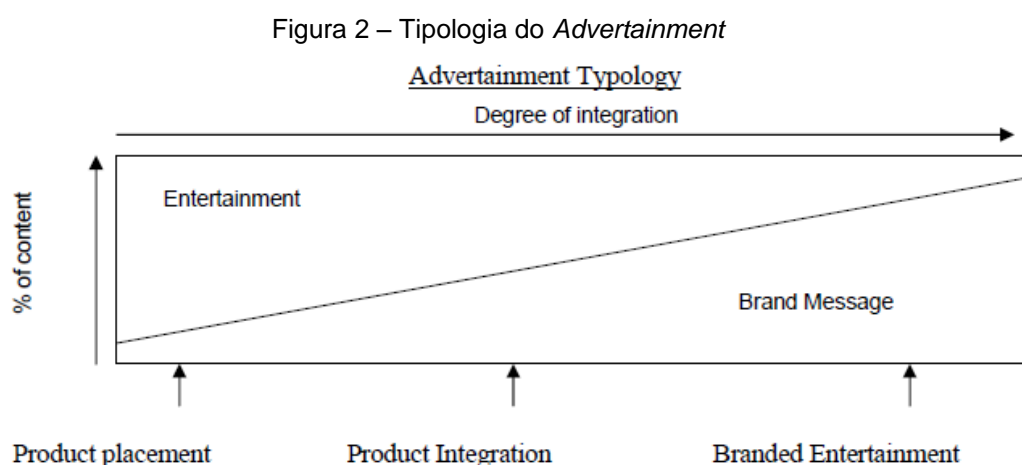 Figura 2 – Tipologia do Advertainment
Advertainment Typology
Degree of integration
% of content
Entertainment
Brand Message
Product placement
Product Integration
Branded Entertainment